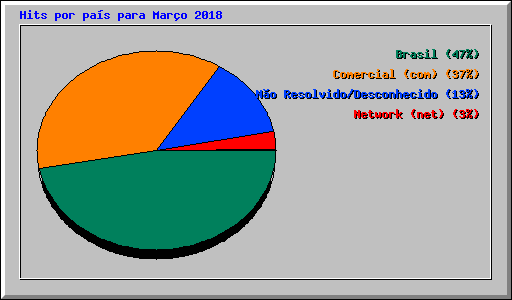 Hits por país para Março 2018
Brasil (47%)
Comercial (com) (37%)
Não Resolvido/Desconhecido (13%)
Network (net) (3%)